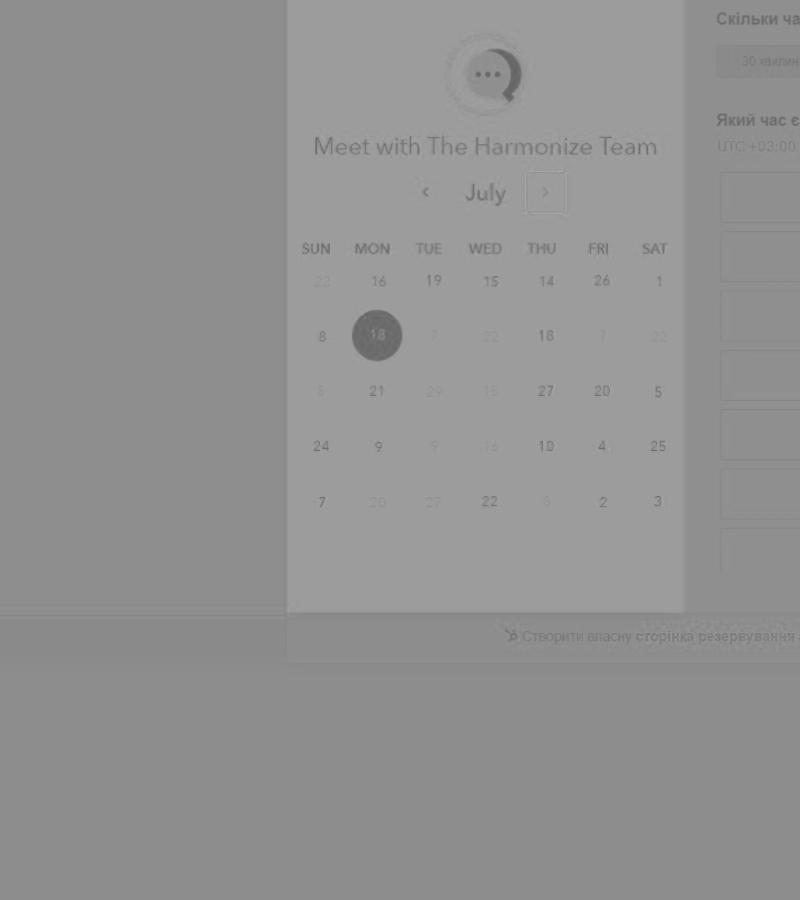 Meet with The Harmonize Team
July
SUN MON TUE WED THU FRI SAT
22 16 19 15 14 26 1
8 18 7 22 18 7 22
5 21 29 15 27 20 5
24 9 9 16 10 4 25
7 20 27 22 8 2 3
Скільки ча
30 хвилин
Який час є
UTC +03:00
Створити власну сторінка резервування